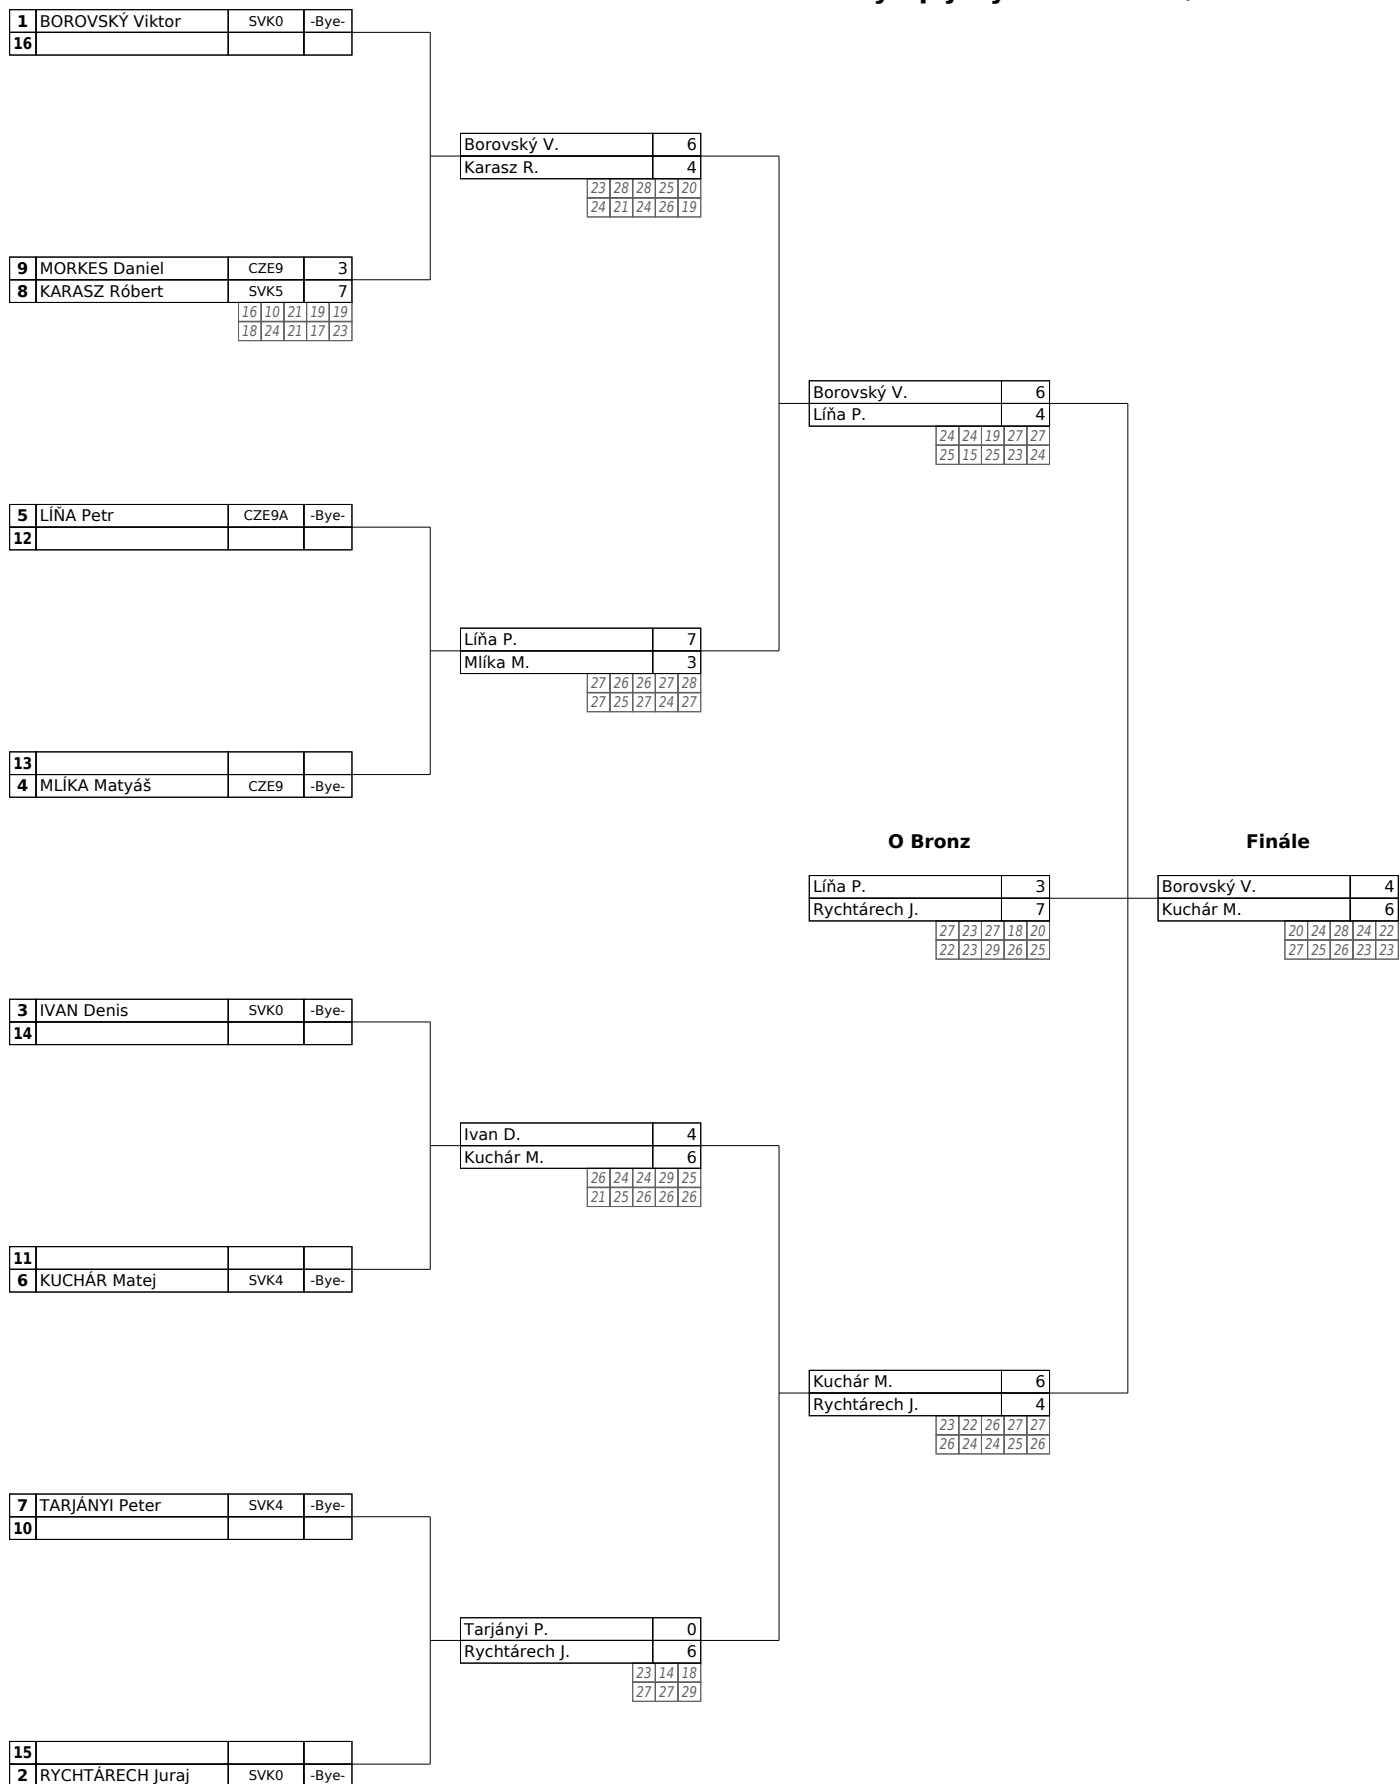 1 BOROVSKÝ Viktor SVK0 -Bye-
16
Borovský V. 6
Karasz R. 4
23 28 28 25 20
24 21 24 26 19
9 MORKES Daniel CZE9 3
8 KARASZ Róbert SVK5 7
16 10 21 19 19
18 24 21 17 23
Borovský V. 6
Líňa P. 4
24 24 19 27 27
25 15 25 23 24
5 LÍŇA Petr CZE9A -Bye-
12
Líňa P. 7
Mlíka M. 3
27 26 26 27 28
27 25 27 24 27
13
4 MLÍKA Matyáš CZE9 -Bye-
O Bronz Finále
Líňa P. 3 Borovský V. 4
Rychtárech J. 7 Kuchár M. 6
27 23 27 18 20 20 24 28 24 22
22 23 29 26 25 27 25 26 23 23
3 IVAN Denis SVK0 -Bye-
14
Ivan D. 4
Kuchár M. 6
26 24 24 29 25
21 25 26 26 26
11
6 KUCHÁR Matej SVK4 -Bye-
Kuchár M. 6
Rychtárech J. 4
23 22 26 27 27
26 24 24 25 26
7 TARJÁNYI Peter SVK4 -Bye-
10
Tarjányi P. 0
Rychtárech J. 6
23 14 18
27 27 29
15
2 RYCHTÁRECH Juraj SVK0 -Bye-